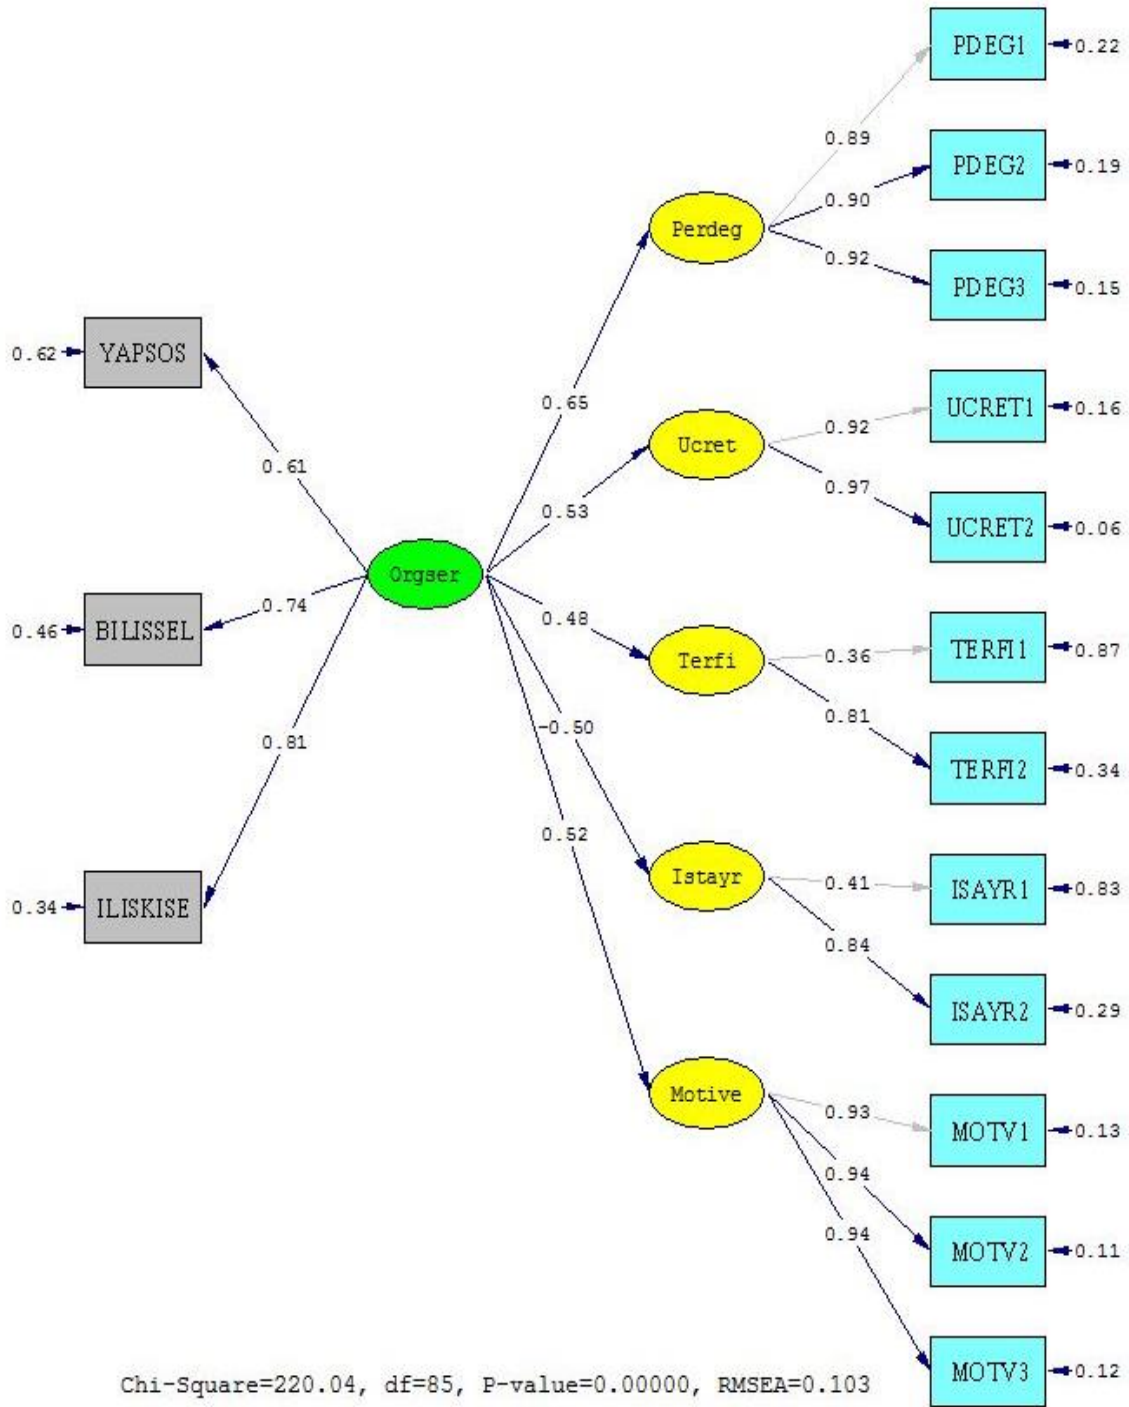 PDEG1
0.22
0.89
PDEG2
0.19
0.90
Perdeg
0.92
PDEG3
0.15
0.62
YAPSOS
0.65
UCRET1
0.16
0.92
Ucret
0.61
0.97
0.53
UCRET2
0.06
Orgser
0.74
0.46
BILISSEL
0.48
TERFI1
0.87
0.36
Terfi
0.81
-0.50
0.81
TERFI2
0.34
0.52
Istayr
0.41
ISAYR1
0.83
0.34
ILISKISE
0.84
ISAYR2
0.29
Motive
0.93
MOTV1
0.13
0.94
0.94
MOTV2
0.11
MOTV3
0.12
Chi-Square=220.04, df=85, P-value=0.00000, RMSEA=0.103